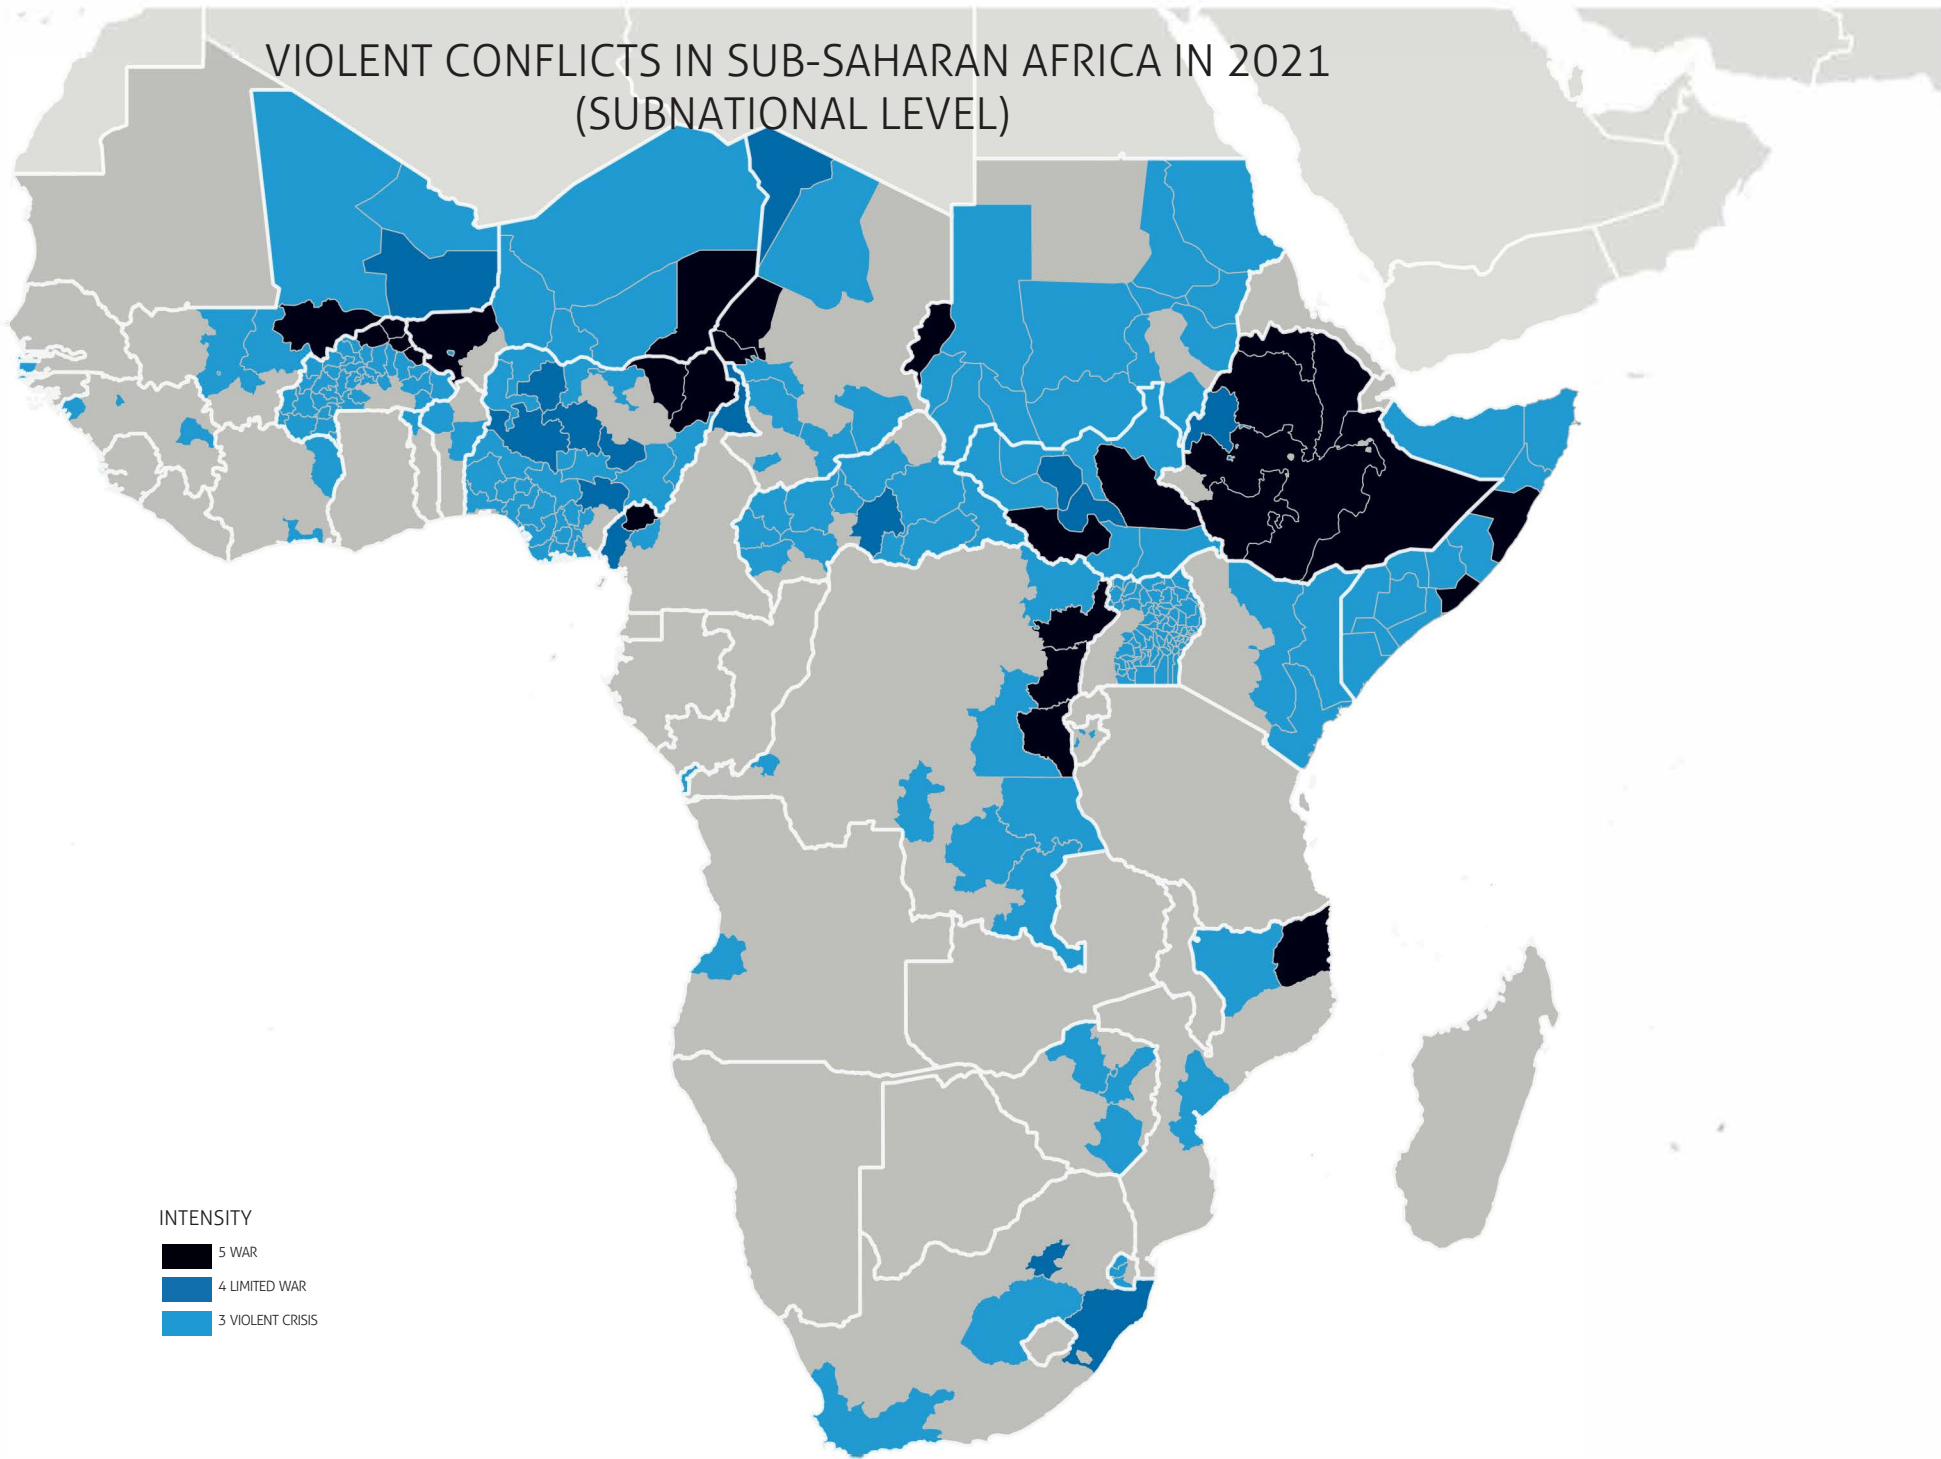 VIOLENT CONFLICTS IN SUB-SAHARAN AFRICA IN 2021
(SUBNATIONAL LEVEL)
INTENSITY
5 WAR
4 LIMITED WAR
3 VIOLENT CRISIS